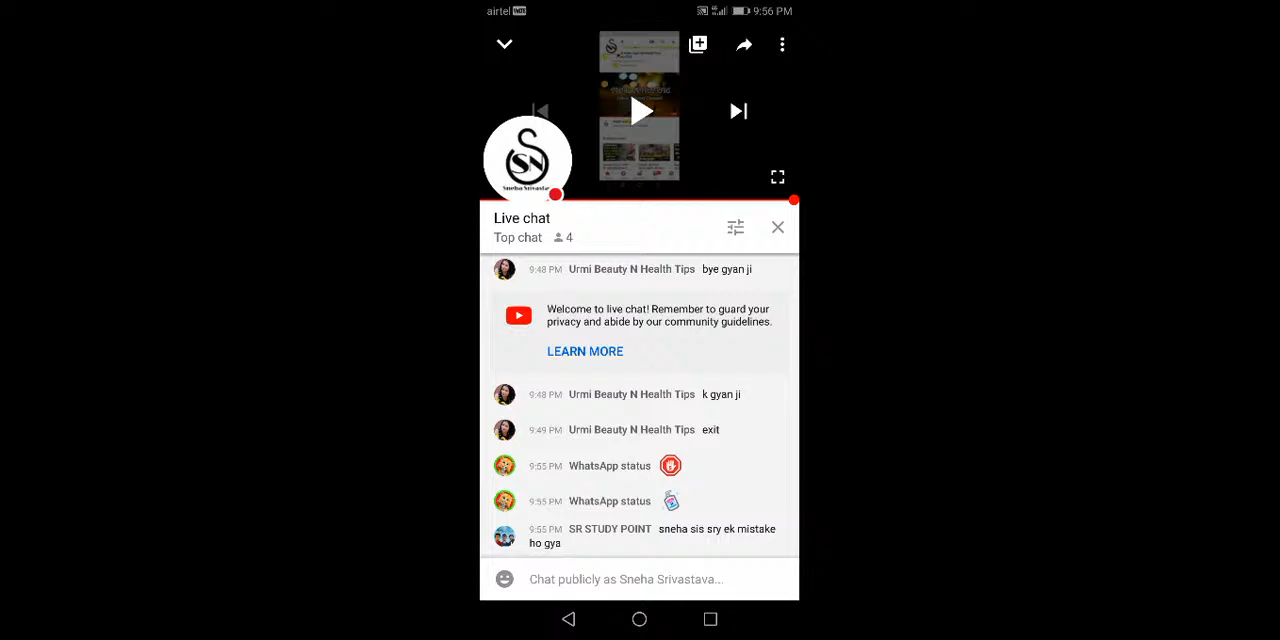 airtel
9:56 PM
SN
Sneha Srivastava
Live chat
Top chat 4
9:48 PM Urmi Beauty N Health Tips bye gyan ji
Welcome to live chat! Remember to guard your
privacy and abide by our community guidelines.
LEARN MORE
9:48 PM Urmi Beauty N Health Tips k gyan ji
9:49 PM Urmi Beauty N Health Tips exit
9:55 PM WhatsApp status
9:55 PM WhatsApp status
9:55 PM SR STUDY POINT sneha sis sry ek mistake
ho gya
Chat publicly as Sneha Srivastava...